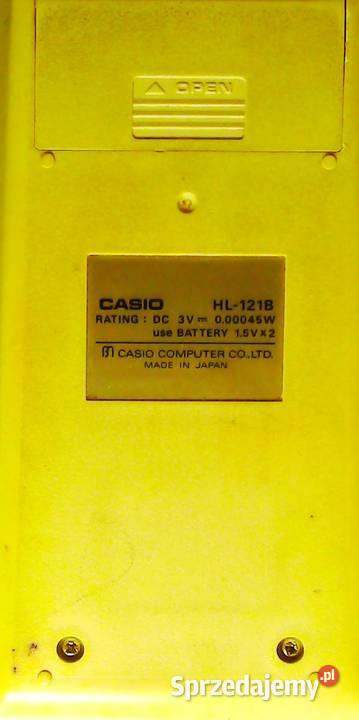 OPEN
CASIO HL-121B
RATING : DC 3V 0.00045W
use BATTERY 1.5V×2
CASIO COMPUTER CO.,LTD.
MADE IN JAPAN
Sprzedajemy.pl